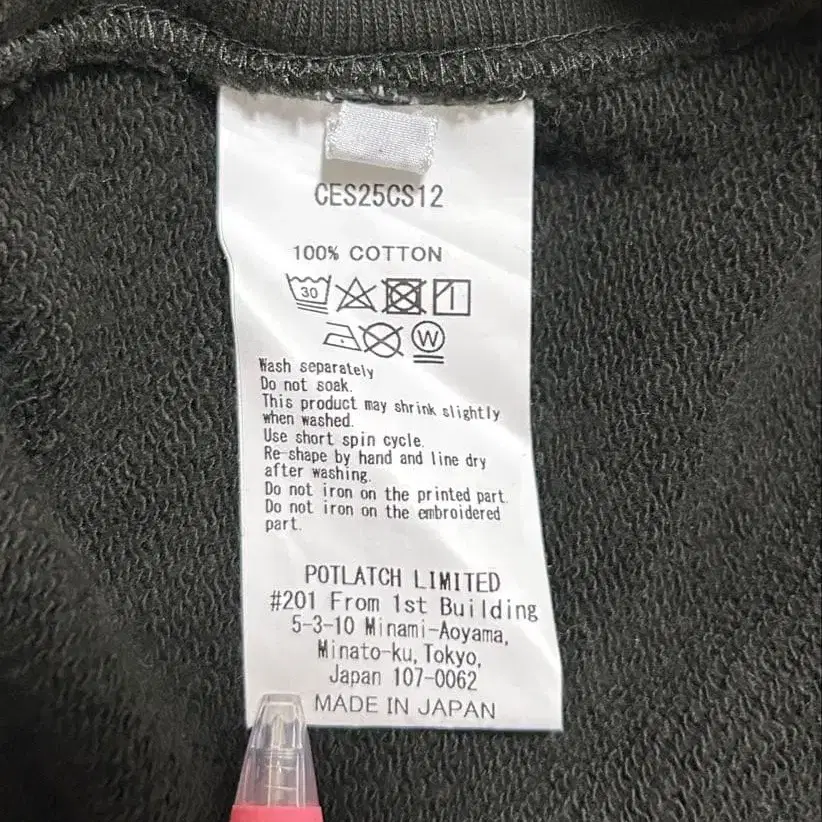 CES25CS12
100% COTTON
30
W
Wash separately
Do not soak.
This product may shrink slightly
when washed.
Use short spin cycle.
Re-shape by hand and line dry
after washing.
Do not iron on the printed part.
Do not iron on the embroidered
part.
POTLATCH LIMITED
#201 From 1st Building
5-3-10 Minami-Aoyama,
Minato-ku, Tokyo,
Japan 107-0062
MADE IN JAPAN